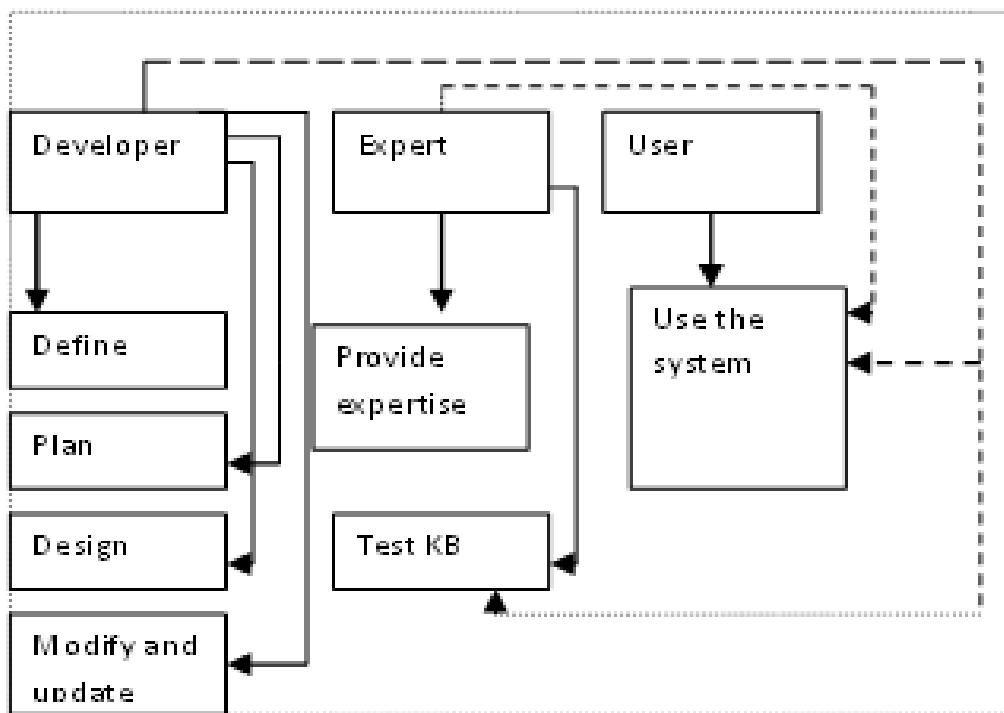 Developer
Expert
User
Define
Provide
expertise
Use the
system
Plan
Design
Test KB
Modify and
update